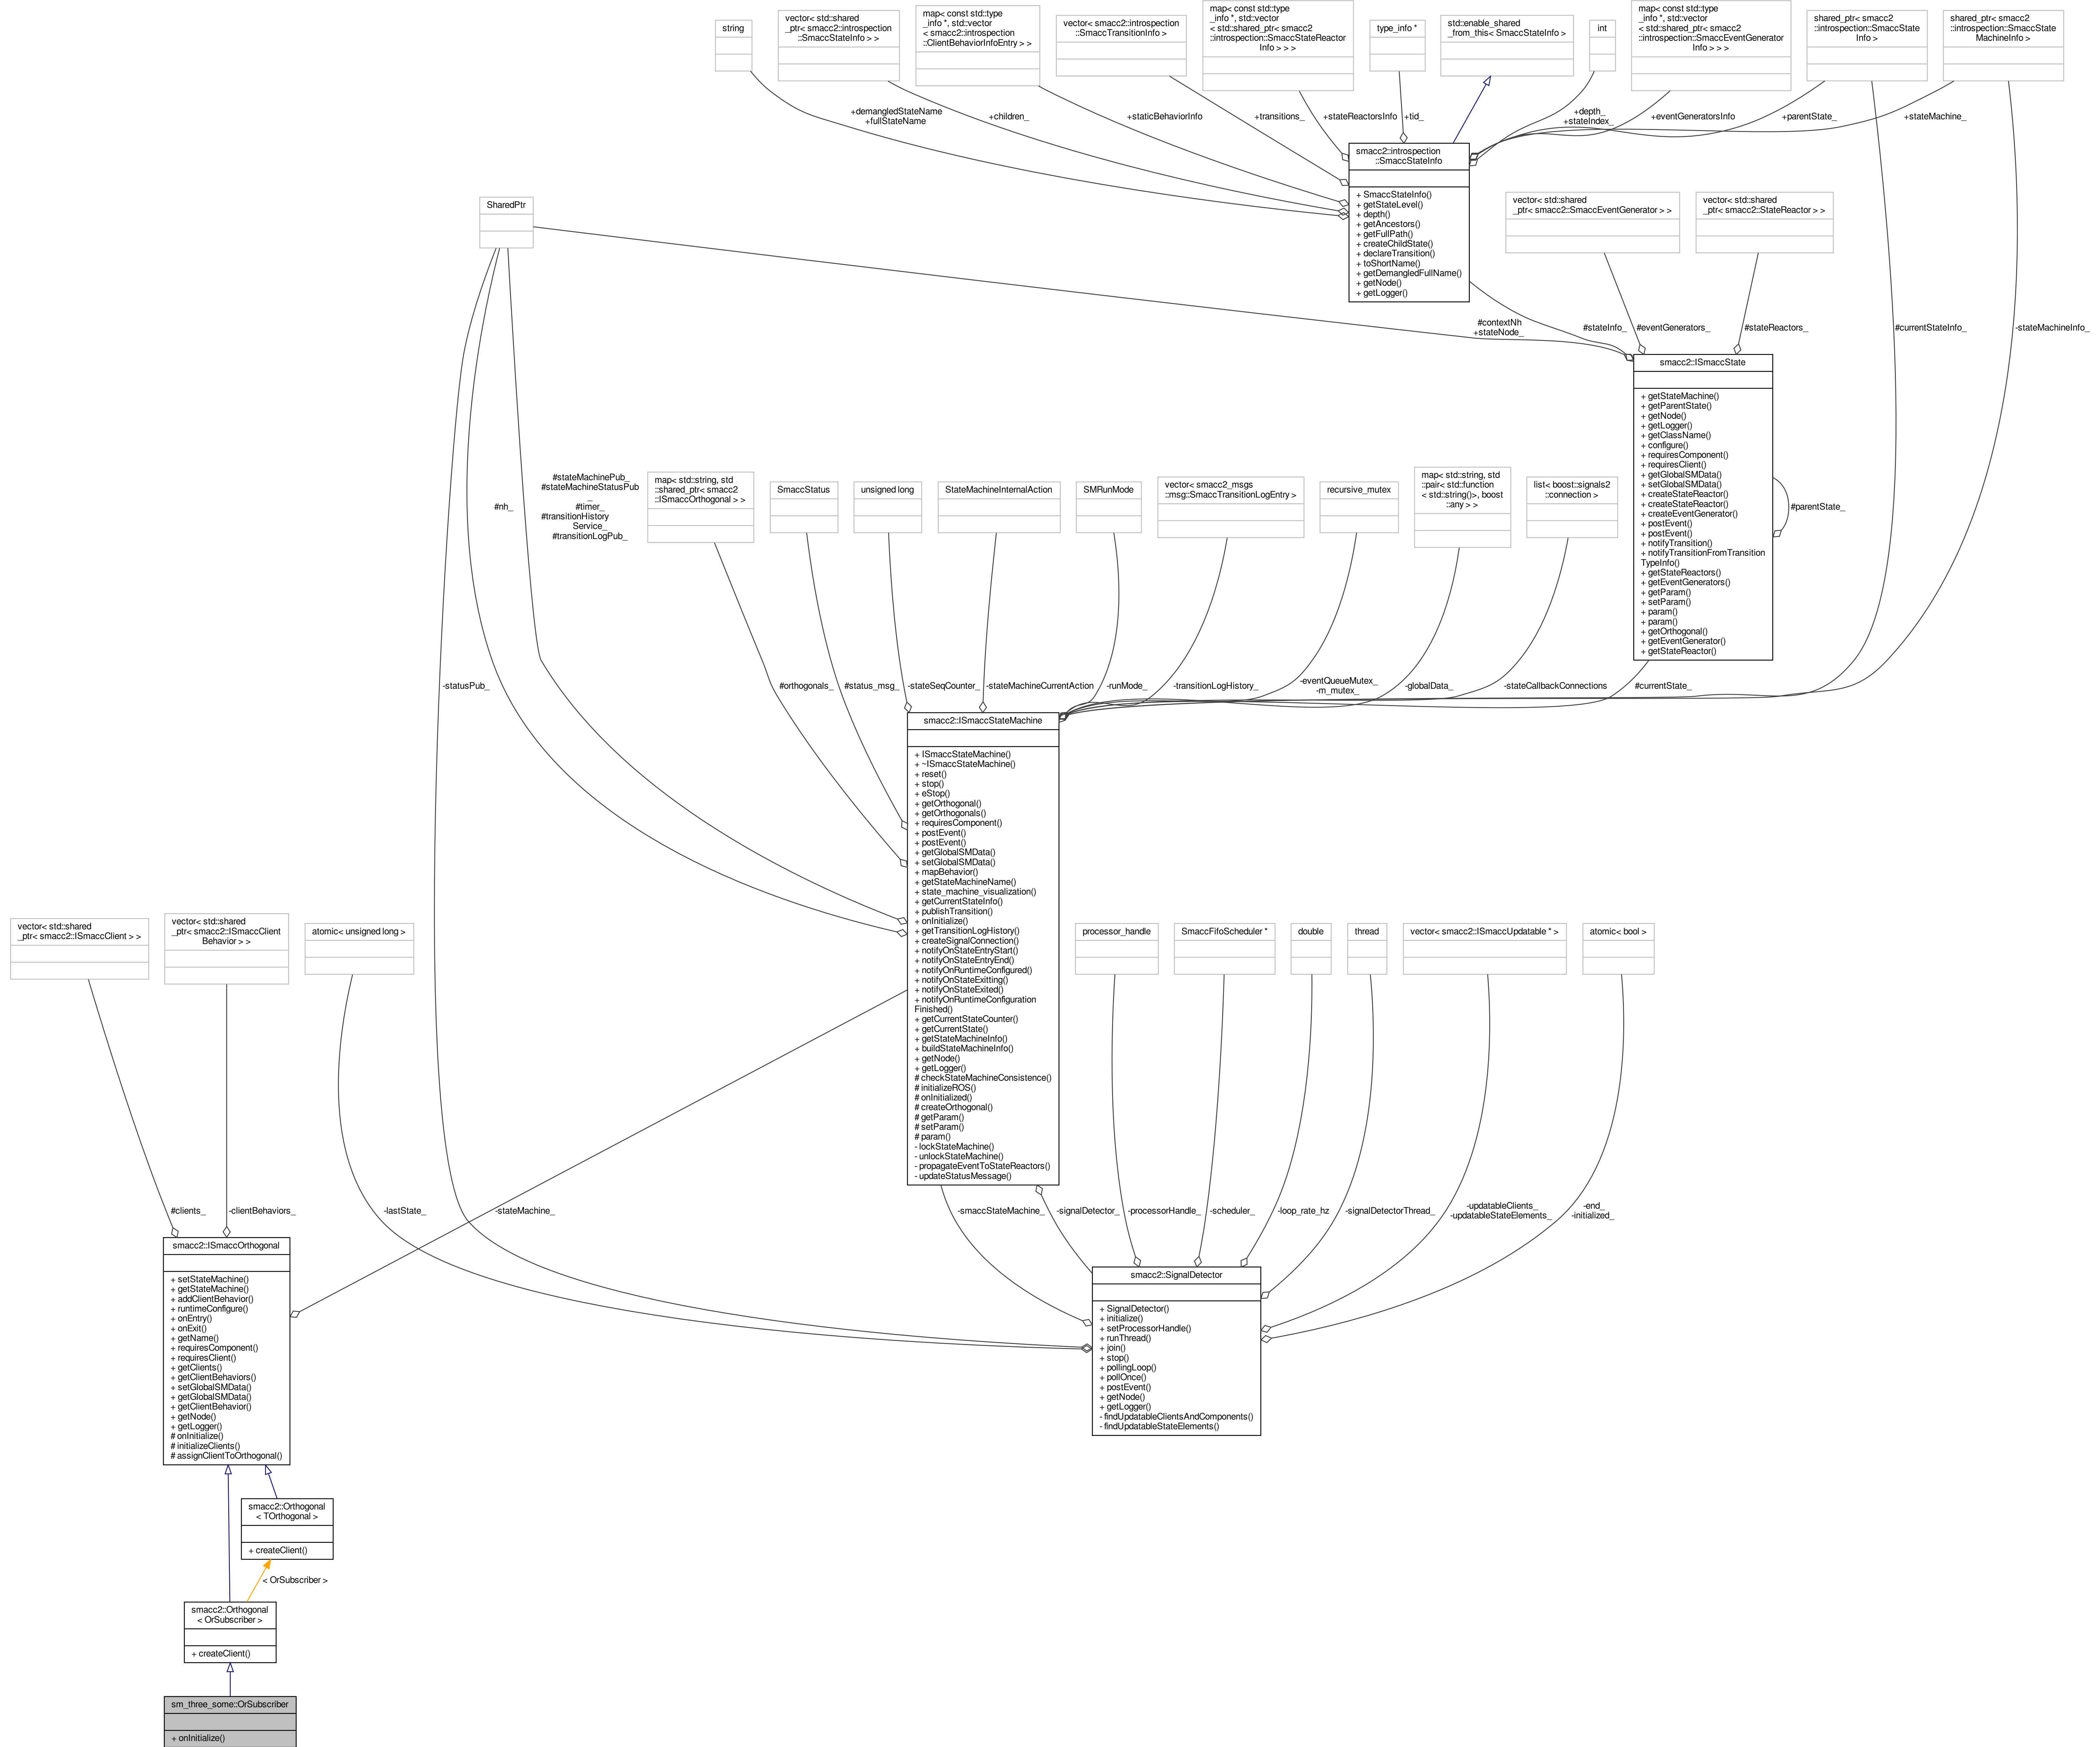 string
vector< std::shared
_ptr< smacc2::introspection
::SmaccStateInfo > >
map< const std::type
_info *, std::vector
< smacc2::introspection
::ClientBehaviorInfoEntry > >
vector< smacc2::introspection
::SmaccTransitionInfo >
map< const std::type
_info *, std::vector
< std::shared_ptr< smacc2
::introspection::SmaccStateReactor
Info > > >
type_info *
std::enable_shared
_from_this< SmaccStateInfo >
int
map< const std::type
_info *, std::vector
< std::shared_ptr< smacc2
::introspection::SmaccEventGenerator
Info > > >
shared_ptr< smacc2
::introspection::SmaccState
Info >
shared_ptr< smacc2
::introspection::SmaccState
MachineInfo >
+demangledStateName
+fullStateName
+children_
+staticBehaviorInfo
+transitions_
+stateReactorsInfo
+tid_
+depth_
+stateIndex_
+eventGeneratorsInfo
+parentState_
+stateMachine_
smacc2::introspection
::SmaccStateInfo
+ SmaccStateInfo()
+ getStateLevel()
+ depth()
+ getAncestors()
+ getFullPath()
+ createChildState()
+ declareTransition()
+ toShortName()
+ getDemangledFullName()
+ getNode()
+ getLogger()
SharedPtr
vector< std::shared
_ptr< smacc2::SmaccEventGenerator > >
vector< std::shared
_ptr< smacc2::StateReactor > >
#contextNh
+stateNode_
#stateInfo_
#eventGenerators_
#stateReactors_
#currentStateInfo_
-stateMachineInfo_
smacc2::ISmaccState
+ getStateMachine()
+ getParentState()
+ getNode()
+ getLogger()
+ getClassName()
+ configure()
+ requiresComponent()
+ requiresClient()
+ getGlobalSMData()
+ setGlobalSMData()
+ createStateReactor()
+ createStateReactor()
+ createEventGenerator()
+ postEvent()
+ postEvent()
+ notifyTransition()
+ notifyTransitionFromTransition
TypeInfo()
+ getStateReactors()
+ getEventGenerators()
+ getParam()
+ setParam()
+ param()
+ param()
+ getOrthogonal()
+ getEventGenerator()
+ getStateReactor()
#parentState_
#nh_
#stateMachinePub_
#stateMachineStatusPub
_
#timer_
#transitionHistory
Service_
#transitionLogPub_
map< std::string, std
::shared_ptr< smacc2
::ISmaccOrthogonal > >
SmaccStatus
unsigned long
StateMachineInternalAction
SMRunMode
vector< smacc2_msgs
::msg::SmaccTransitionLogEntry >
recursive_mutex
map< std::string, std
::pair< std::function
< std::string()>, boost
::any > >
list< boost::signals2
::connection >
-statusPub_
#orthogonals_
#status_msg_
-stateSeqCounter_
-stateMachineCurrentAction
-runMode_
-transitionLogHistory_
-eventQueueMutex_
-m_mutex_
-globalData_
-stateCallbackConnections
#currentState_
smacc2::ISmaccStateMachine
+ ISmaccStateMachine()
+ ~ISmaccStateMachine()
+ reset()
+ stop()
+ eStop()
+ getOrthogonal()
+ getOrthogonals()
+ requiresComponent()
+ postEvent()
+ postEvent()
+ getGlobalSMData()
+ setGlobalSMData()
+ mapBehavior()
+ getStateMachineName()
+ state_machine_visualization()
+ getCurrentStateInfo()
+ publishTransition()
+ onInitialize()
+ getTransitionLogHistory()
+ createSignalConnection()
+ notifyOnStateEntryStart()
+ notifyOnStateEntryEnd()
+ notifyOnRuntimeConfigured()
+ notifyOnStateExitting()
+ notifyOnStateExited()
+ notifyOnRuntimeConfiguration
Finished()
+ getCurrentStateCounter()
+ getCurrentState()
+ getStateMachineInfo()
+ buildStateMachineInfo()
+ getNode()
+ getLogger()
# checkStateMachineConsistence()
# initializeROS()
# onInitialized()
# createOrthogonal()
# getParam()
# setParam()
# param()
- lockStateMachine()
- unlockStateMachine()
- propagateEventToStateReactors()
- updateStatusMessage()
vector< std::shared
_ptr< smacc2::ISmaccClient > >
vector< std::shared
_ptr< smacc2::ISmaccClient
Behavior > >
atomic< unsigned long >
processor_handle
SmaccFifoScheduler *
double
thread
vector< smacc2::ISmaccUpdatable * >
atomic< bool >
#clients_
-clientBehaviors_
-lastState_
-stateMachine_
-smaccStateMachine_
-signalDetector_
-processorHandle_
-scheduler_
-loop_rate_hz
-signalDetectorThread_
-updatableClients_
-updatableStateElements_
-end_
-initialized_
smacc2::ISmaccOrthogonal
+ setStateMachine()
+ getStateMachine()
+ addClientBehavior()
+ runtimeConfigure()
+ onEntry()
+ onExit()
+ getName()
+ requiresComponent()
+ requiresClient()
+ getClients()
+ getClientBehaviors()
+ setGlobalSMData()
+ getGlobalSMData()
+ getClientBehavior()
+ getNode()
+ getLogger()
# onInitialize()
# initializeClients()
# assignClientToOrthogonal()
smacc2::SignalDetector
+ SignalDetector()
+ initialize()
+ setProcessorHandle()
+ runThread()
+ join()
+ stop()
+ pollingLoop()
+ pollOnce()
+ postEvent()
+ getNode()
+ getLogger()
- findUpdatableClientsAndComponents()
- findUpdatableStateElements()
smacc2::Orthogonal
< TOrthogonal >
+ createClient()
< OrSubscriber >
smacc2::Orthogonal
< OrSubscriber >
+ createClient()
sm_three_some::OrSubscriber
+ onInitialize()